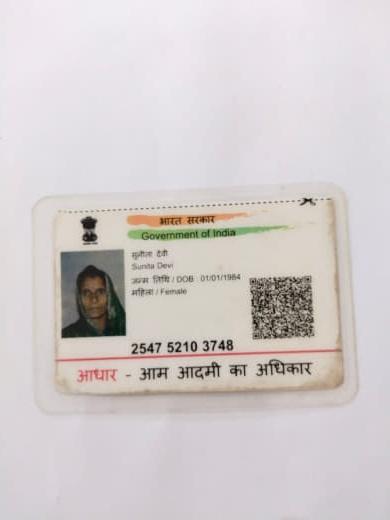 भारत सरकार
Government of India
सुनीता देवी
Sunita Devi
जन्म तिथि / DOB : 01/01/1984
महिला / Female
2547 5210 3748
आधार - आम आदमी का अधिकार